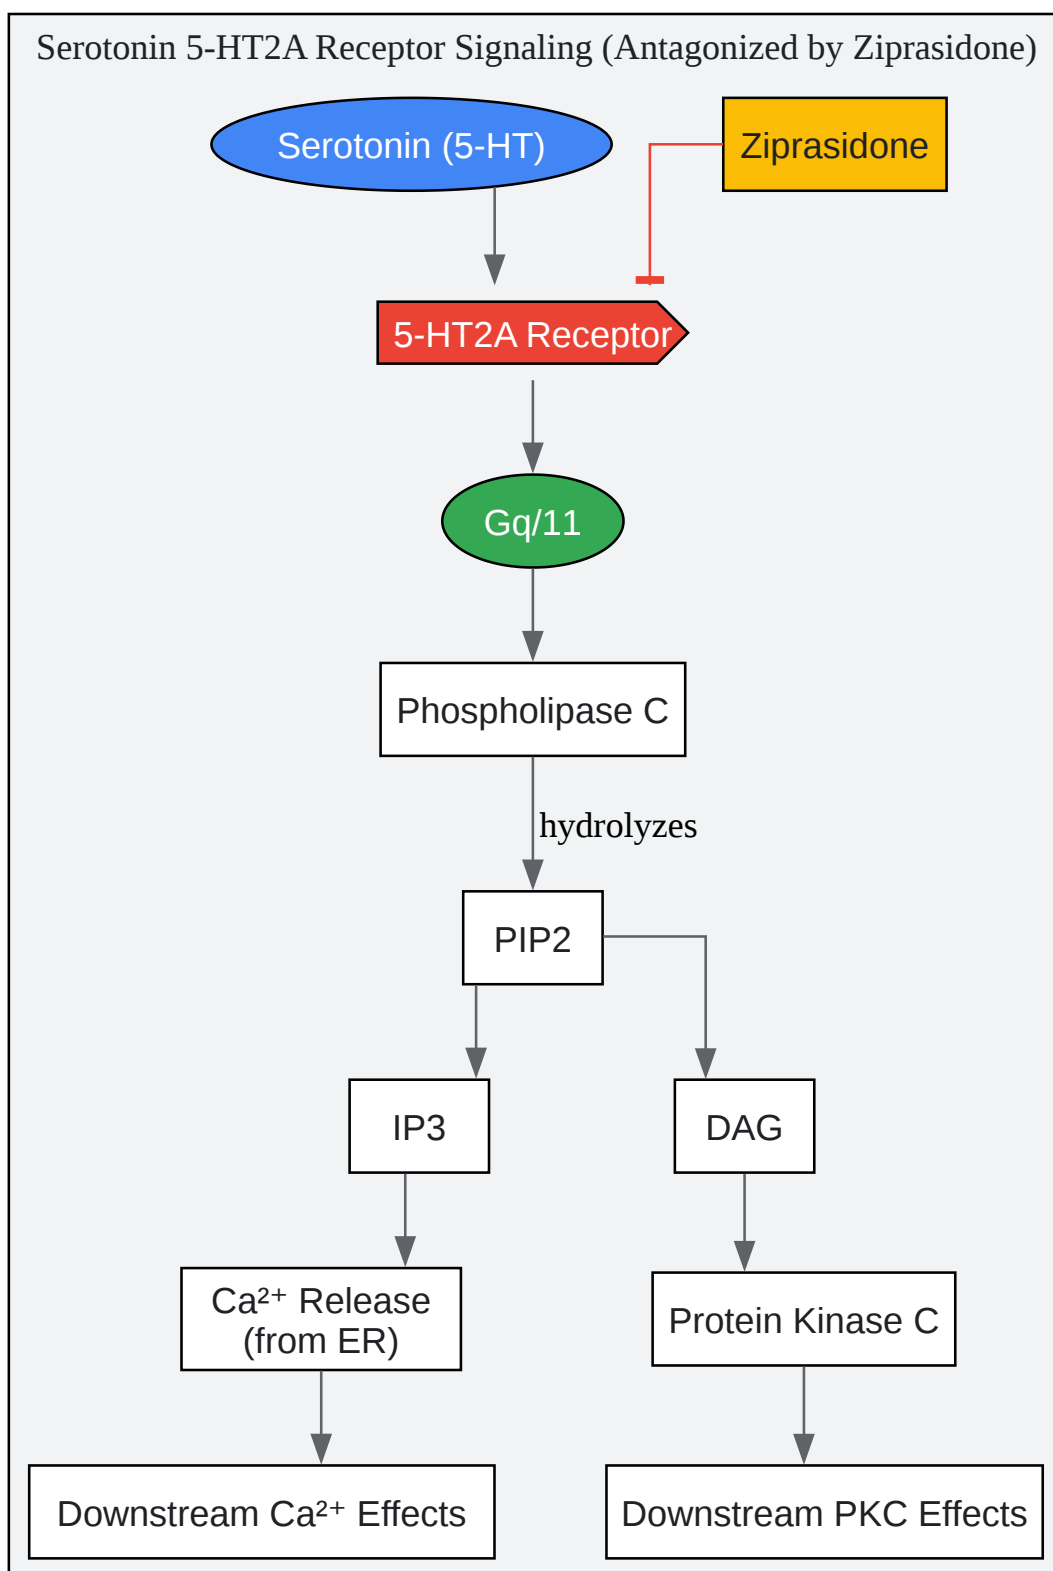 Serotonin 5-HT2A Receptor Signaling (Antagonized by Ziprasidone)
Serotonin (5-HT)
Ziprasidone
5-HT2A Receptor
Gq/11
Phospholipase C
hydrolyzes
PIP2
IP3
DAG
Ca²⁺ Release
(from ER)
Protein Kinase C
Downstream Ca²⁺ Effects
Downstream PKC Effects